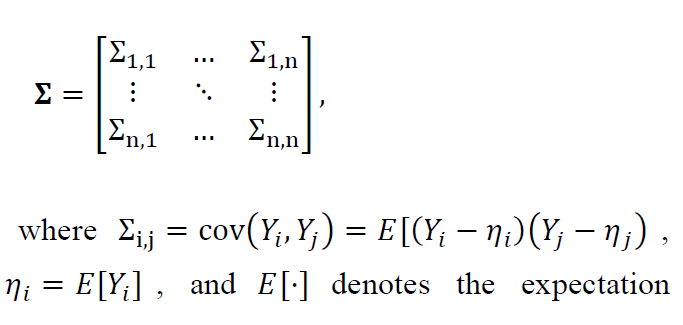 Σ = [ Σ1,1 … Σ1,n
⋮ ⋱ ⋮
Σn,1 … Σn,n ] ,
where Σi,j = cov(Yi, Yj) = E[(Yi − ηi)(Yj − ηj) ,
ηi = E[Yi] , and E[·] denotes the expectation